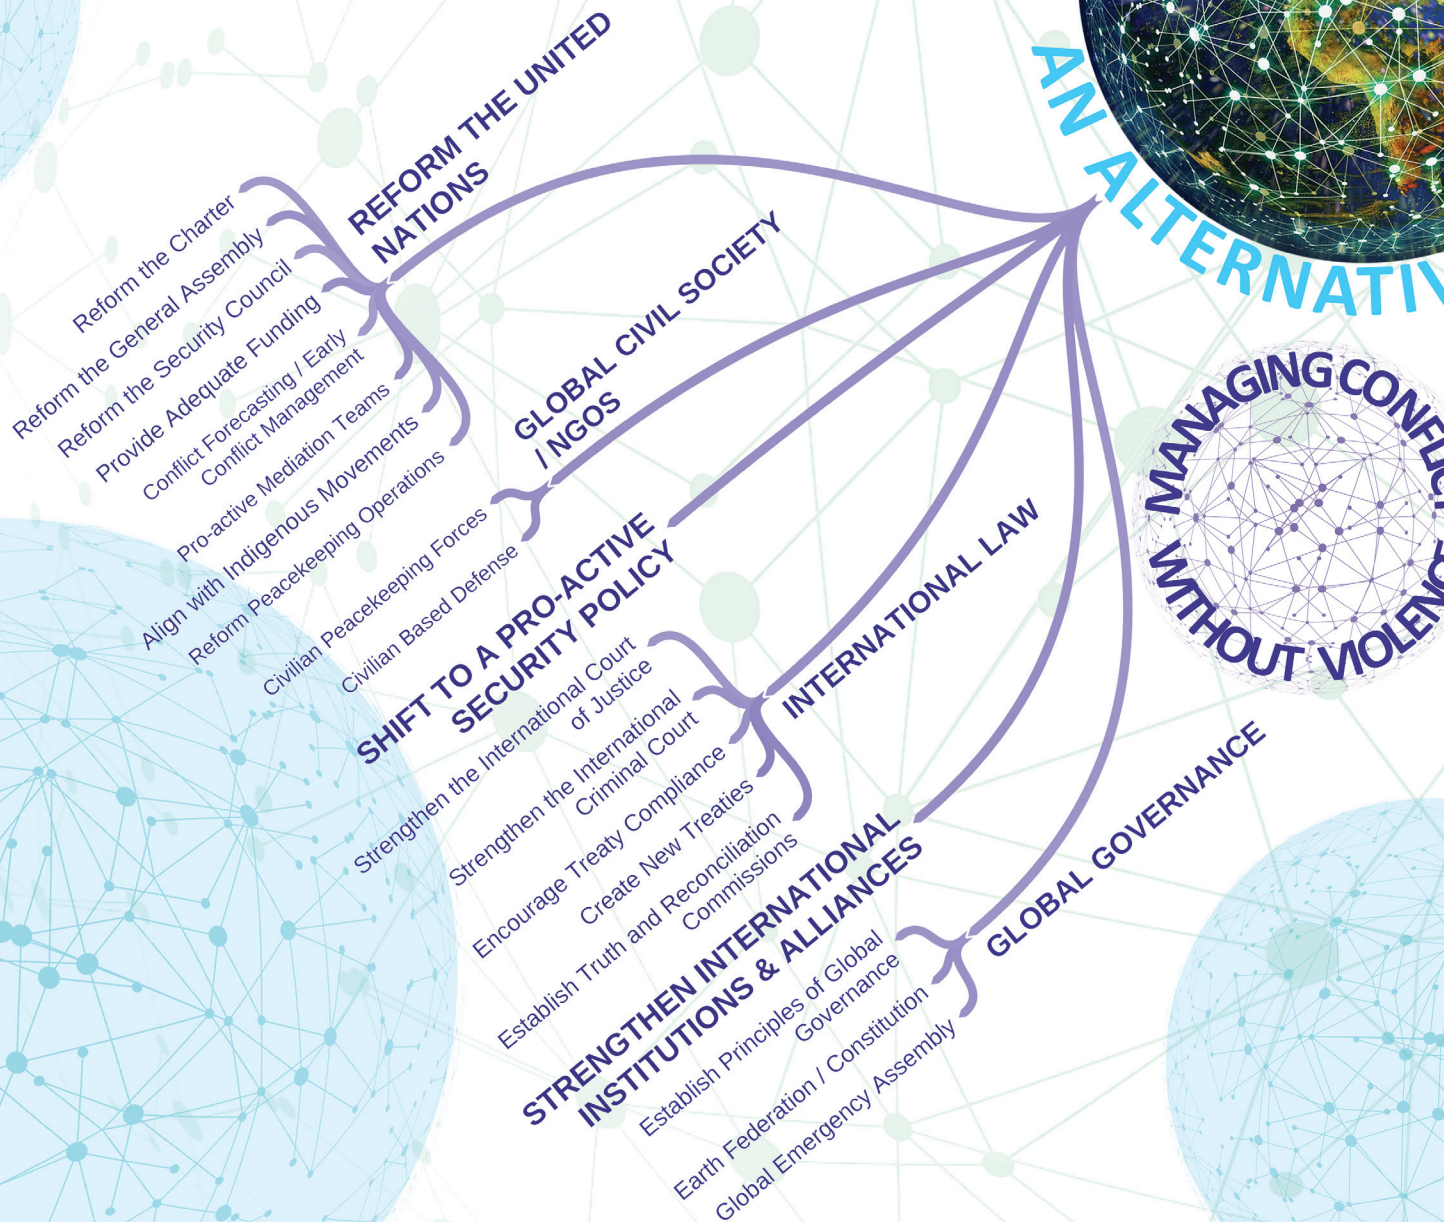 AN ALTERNATIV
MANAGING CONFLIC
WITHOUT VIOLENC
REFORM THE UNITED
NATIONS
Reform the Charter
Reform the General Assembly
Reform the Security Council
Provide Adequate Funding
Conflict Forecasting / Early
Conflict Management
Pro-active Mediation Teams
Align with Indigenous Movements
Reform Peacekeeping Operations
GLOBAL CIVIL SOCIETY
/ NGOS
Civilian Peacekeeping Forces
Civilian Based Defense
SHIFT TO A PRO-ACTIVE
SECURITY POLICY
INTERNATIONAL LAW
Strengthen the International Court
of Justice
Strengthen the International
Criminal Court
Encourage Treaty Compliance
Create New Treaties
Establish Truth and Reconciliation
Commissions
STRENGTHEN INTERNATIONAL
INSTITUTIONS & ALLIANCES
GLOBAL GOVERNANCE
Establish Principles of Global
Governance
Earth Federation / Constitution
Global Emergency Assembly